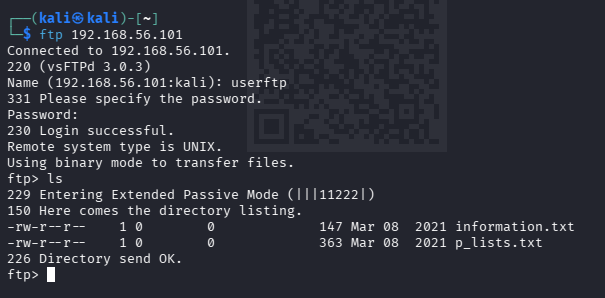 ┌──(kali㉿kali)-[~]
└─$ ftp 192.168.56.101
Connected to 192.168.56.101.
220 (vsFTPd 3.0.3)
Name (192.168.56.101:kali): userftp
331 Please specify the password.
Password:
230 Login successful.
Remote system type is UNIX.
Using binary mode to transfer files.
ftp> ls
229 Entering Extended Passive Mode (|||11222|)
150 Here comes the directory listing.
-rw-r--r--    1 0        0             147 Mar 08  2021 information.txt
-rw-r--r--    1 0        0             363 Mar 08  2021 p_lists.txt
226 Directory send OK.
ftp>